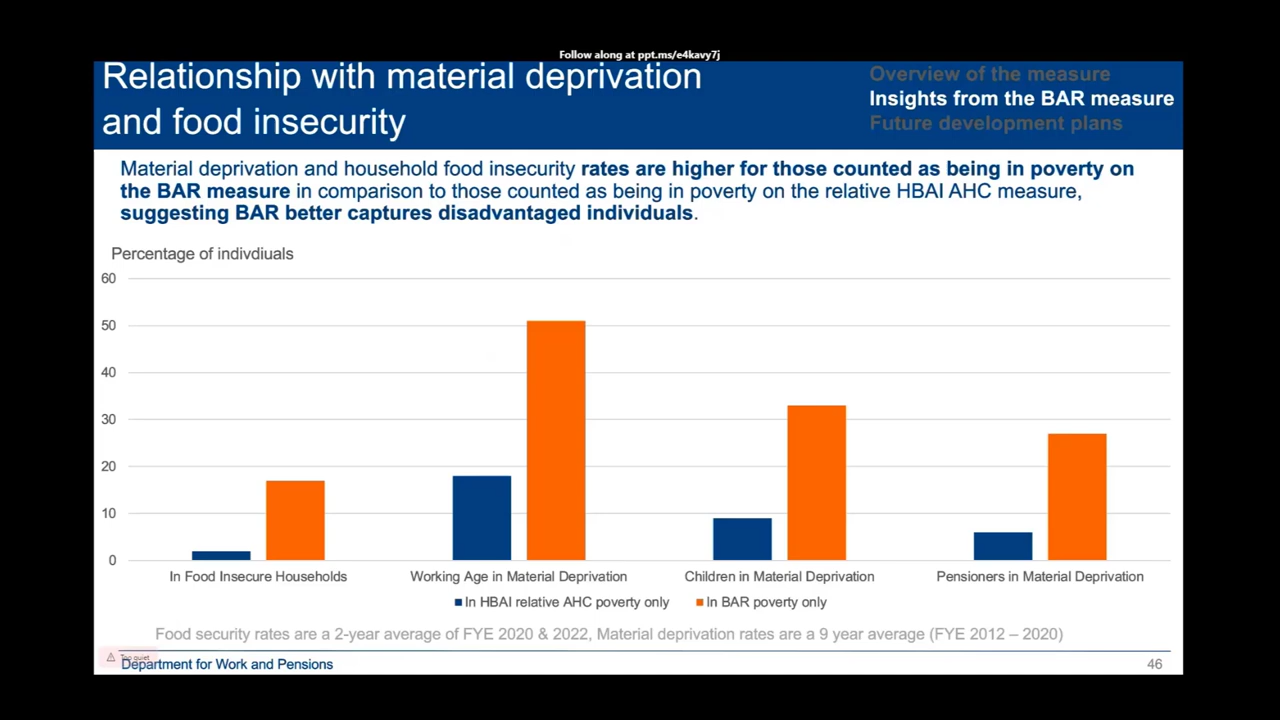 Follow along at ppt.ms/e4kavy7j
Relationship with material deprivation
and food insecurity
Overview of the measure
Insights from the BAR measure
Future development plans
Material deprivation and household food insecurity rates are higher for those counted as being in poverty on
the BAR measure in comparison to those counted as being in poverty on the relative HBAI AHC measure,
suggesting BAR better captures disadvantaged individuals.
Percentage of indivdiuals
60
50
40
30
20
10
0
In Food Insecure Households
Working Age in Material Deprivation
Children in Material Deprivation
Pensioners in Material Deprivation
In HBAI relative AHC poverty only
In BAR poverty only
Food security rates are a 2-year average of FYE 2020 & 2022, Material deprivation rates are a 9 year average (FYE 2012 – 2020)
Too quiet
Department for Work and Pensions
46